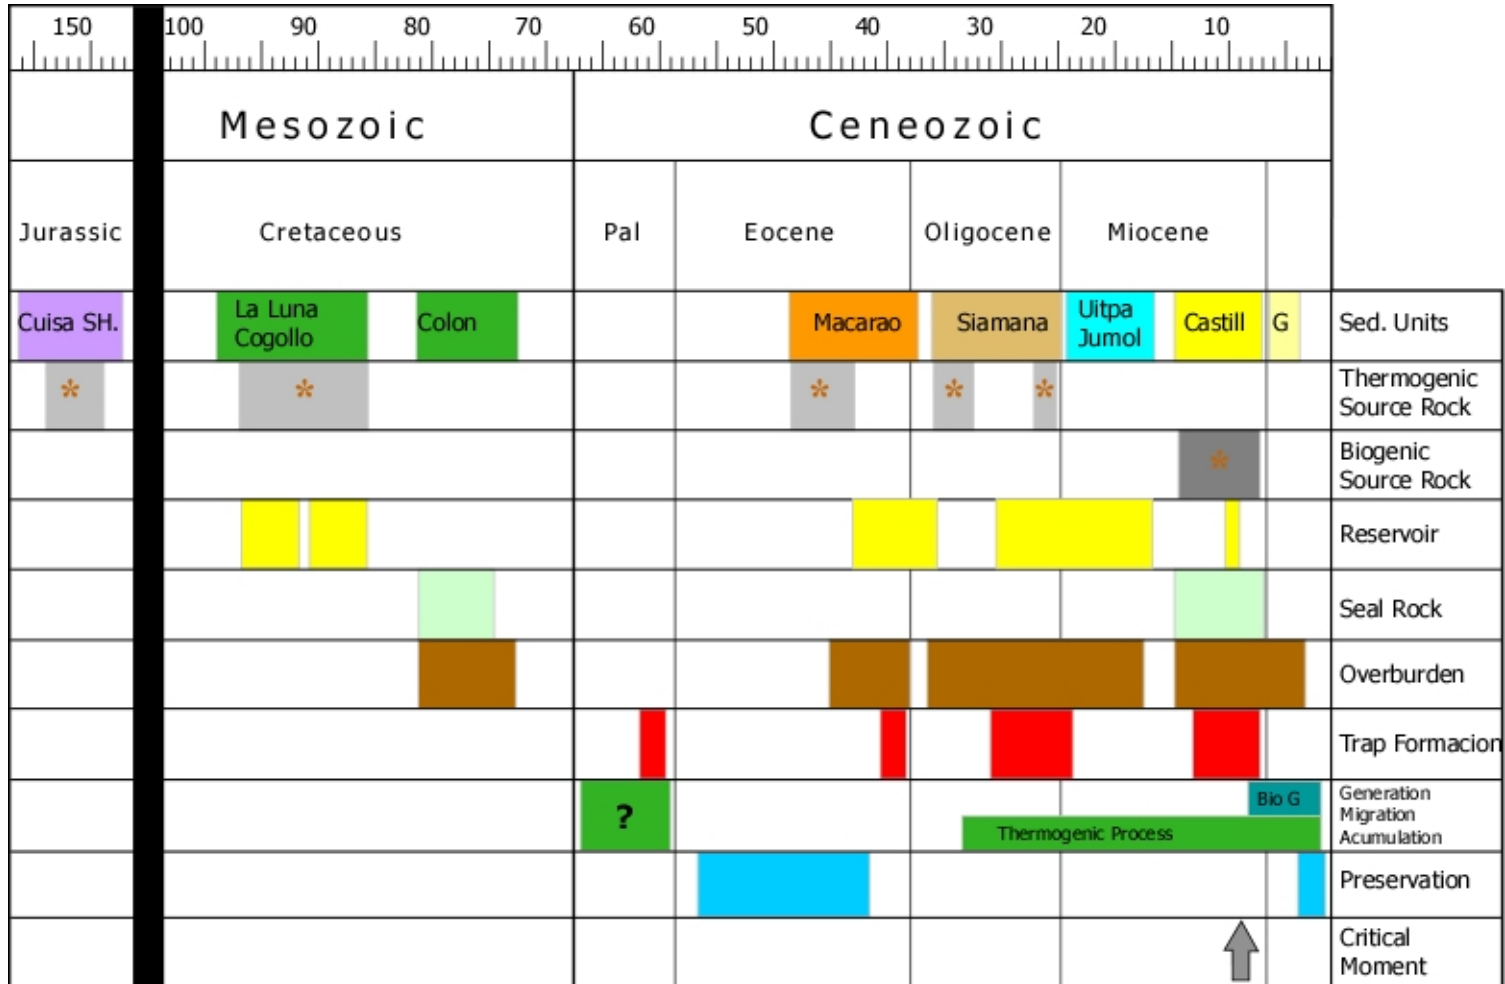 150 100 90 80 70 60 50 40 30 20 10
Mesozoic Ceneozoic
Jurassic Cretaceous Pal Eocene Oligocene Miocene
Cuisa SH.
La Luna
Cogollo
Colon
Macarao
Siamana
Uitpa
Jumol
Castill
G
Sed. Units
* * * * *
Thermogenic
Source Rock
*
Biogenic
Source Rock
Reservoir
Seal Rock
Overburden
Trap Formacion
?
Bio G
Thermogenic Process
Generation
Migration
Acumulation
Preservation
Critical
Moment